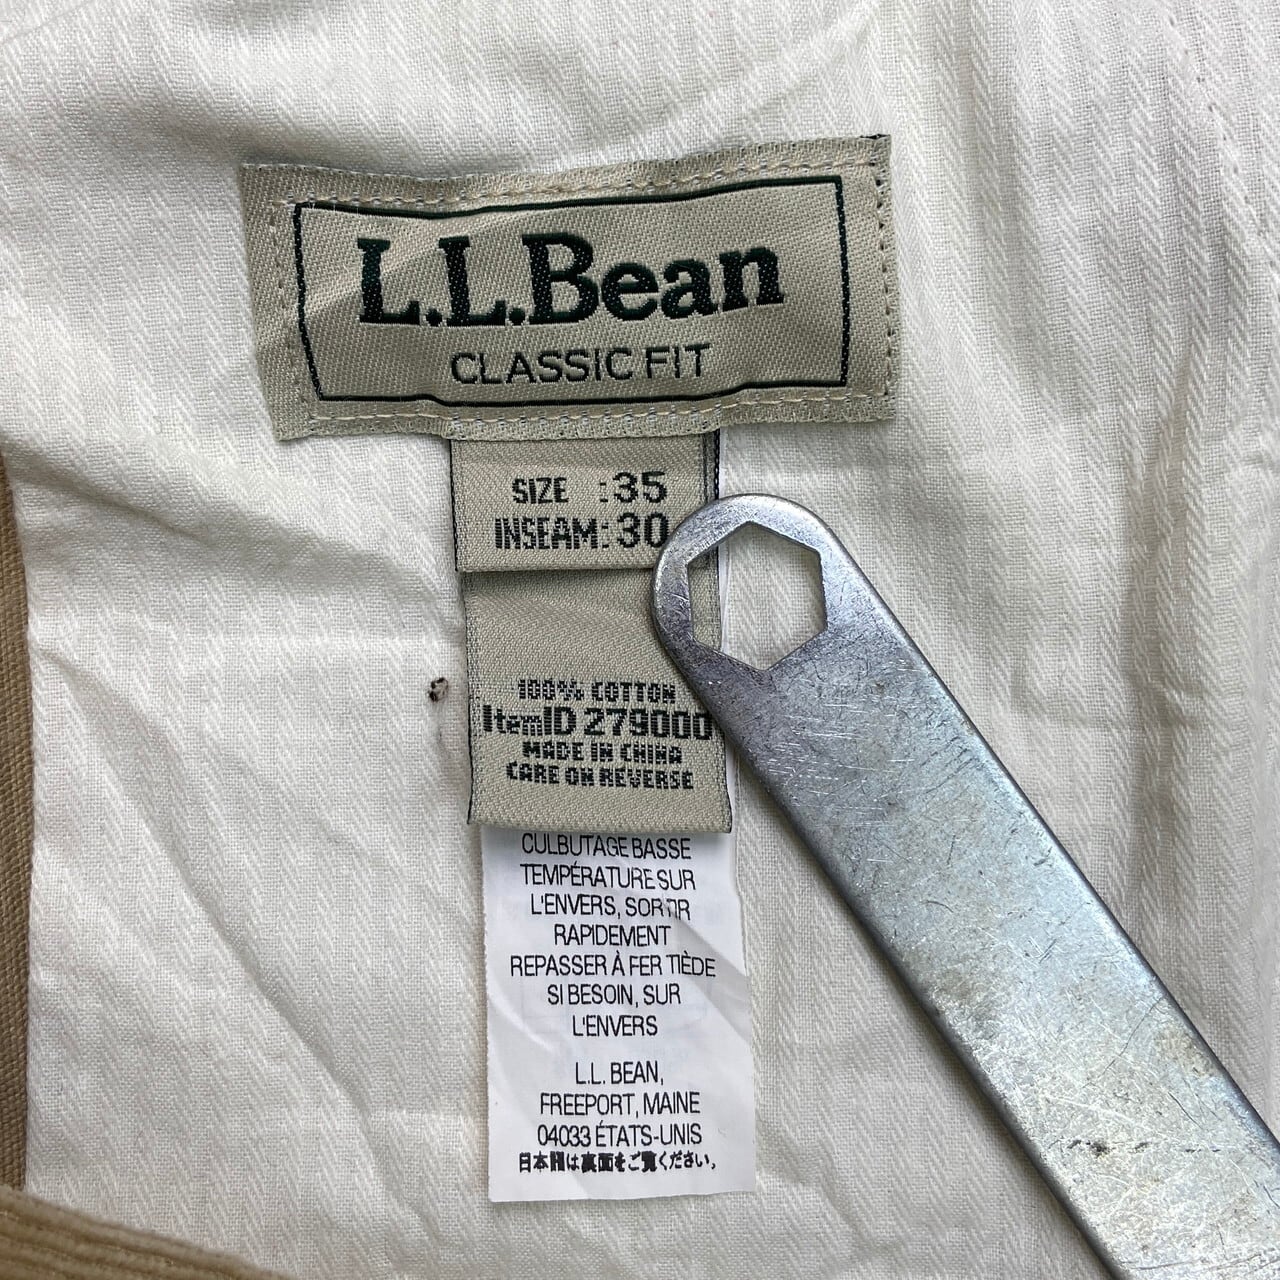 L.L.Bean
CLASSIC FIT
SIZE :35
INSEAM:30
100% COTTON
ItemID 279000
MADE IN CHINA
CARE ON REVERSE
CULBUTAGE BASSE
TEMPÉRATURE SUR
L'ENVERS, SORTIR
RAPIDEMENT
REPASSER À FER TIÈDE
SI BESOIN, SUR
L'ENVERS
L.L. BEAN,
FREEPORT, MAINE
04033 ÉTATS-UNIS
日本語は裏面をご覧ください。